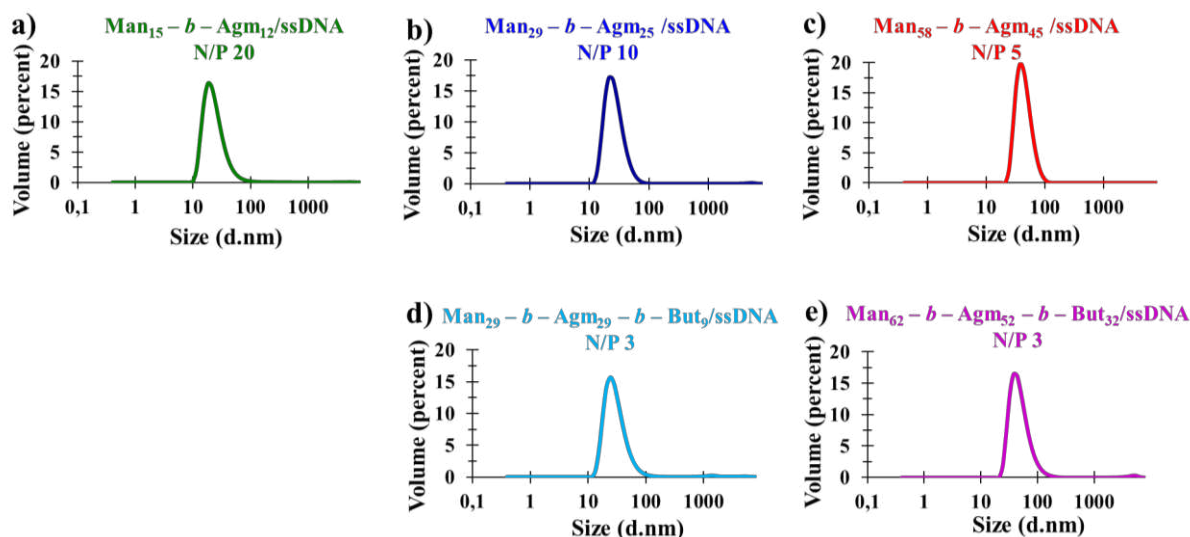 a)
Man15 – b – Agm12/ssDNA
N/P 20
Volume (percent)
20
15
10
5
0
0,1 1 10 100 1000
Size (d.nm)
b)
Man29 – b – Agm25 /ssDNA
N/P 10
Volume (percent)
20
15
10
5
0
0,1 1 10 100 1000
Size (d.nm)
c)
Man58 – b – Agm45/ssDNA
N/P 5
Volume (percent)
20
15
10
5
0
0,1 1 10 100 1000
Size (d.nm)
d)
Man29 – b – Agm29 – b – But9/ssDNA
N/P 3
Volume (percent)
20
15
10
5
0
0,1 1 10 100 1000
Size (d.nm)
e)
Man62 – b – Agm52 – b – But32/ssDNA
N/P 3
Volume (percent)
20
15
10
5
0
0,1 1 10 100 1000
Size (d.nm)